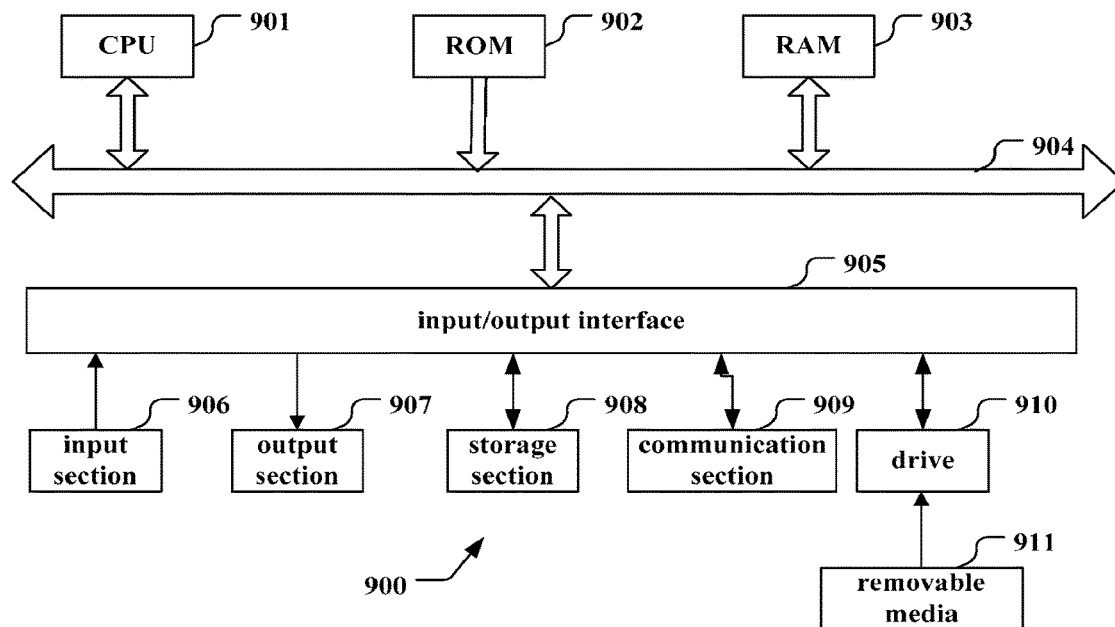 CPU 901
ROM 902
RAM 903
904
905
input/output interface
906
input
section
907
output
section
908
storage
section
909
communication
section
910
drive
900
911
removable
media